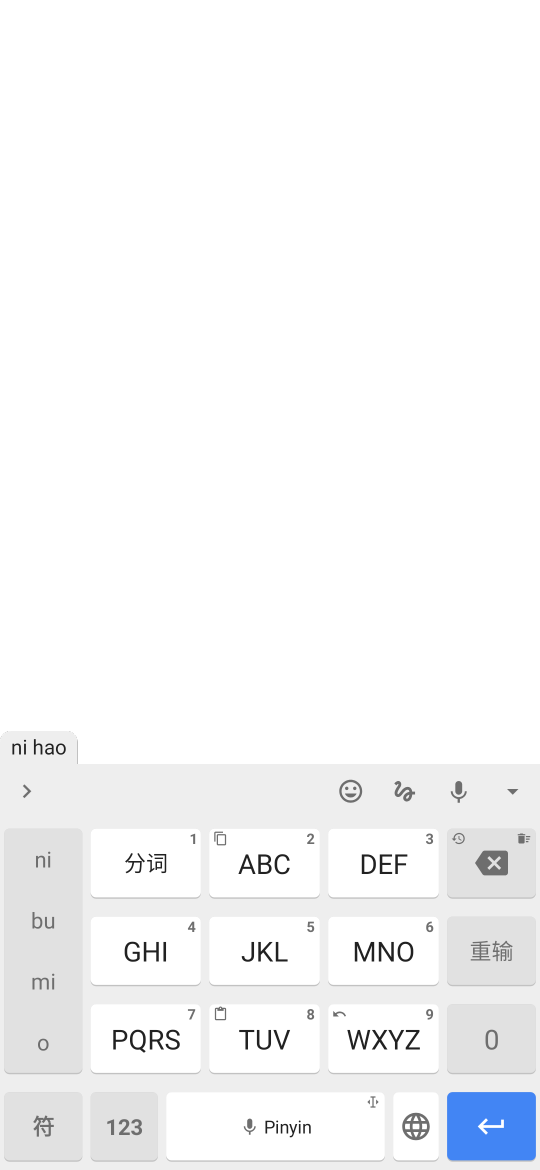 ni hao
ni
bu
mi
o
分词 1
ABC 2
DEF 3
GHI 4
JKL 5
MNO 6
重输
PQRS 7
TUV 8
WXYZ 9
0
符
123
Pinyin